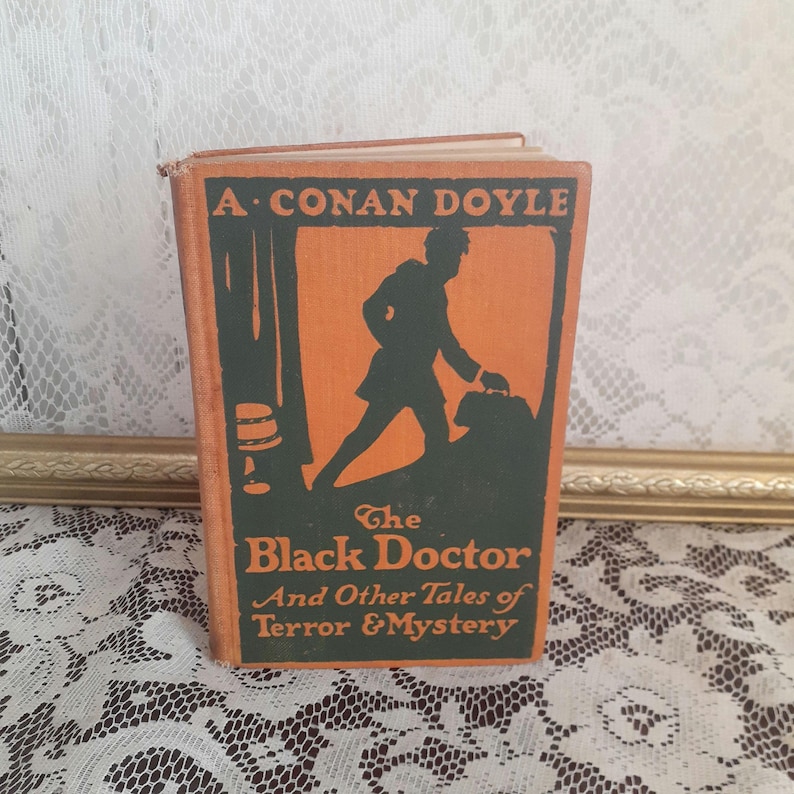 A · CONAN DOYLE
The
Black Doctor
And Other Tales of
Terror & Mystery